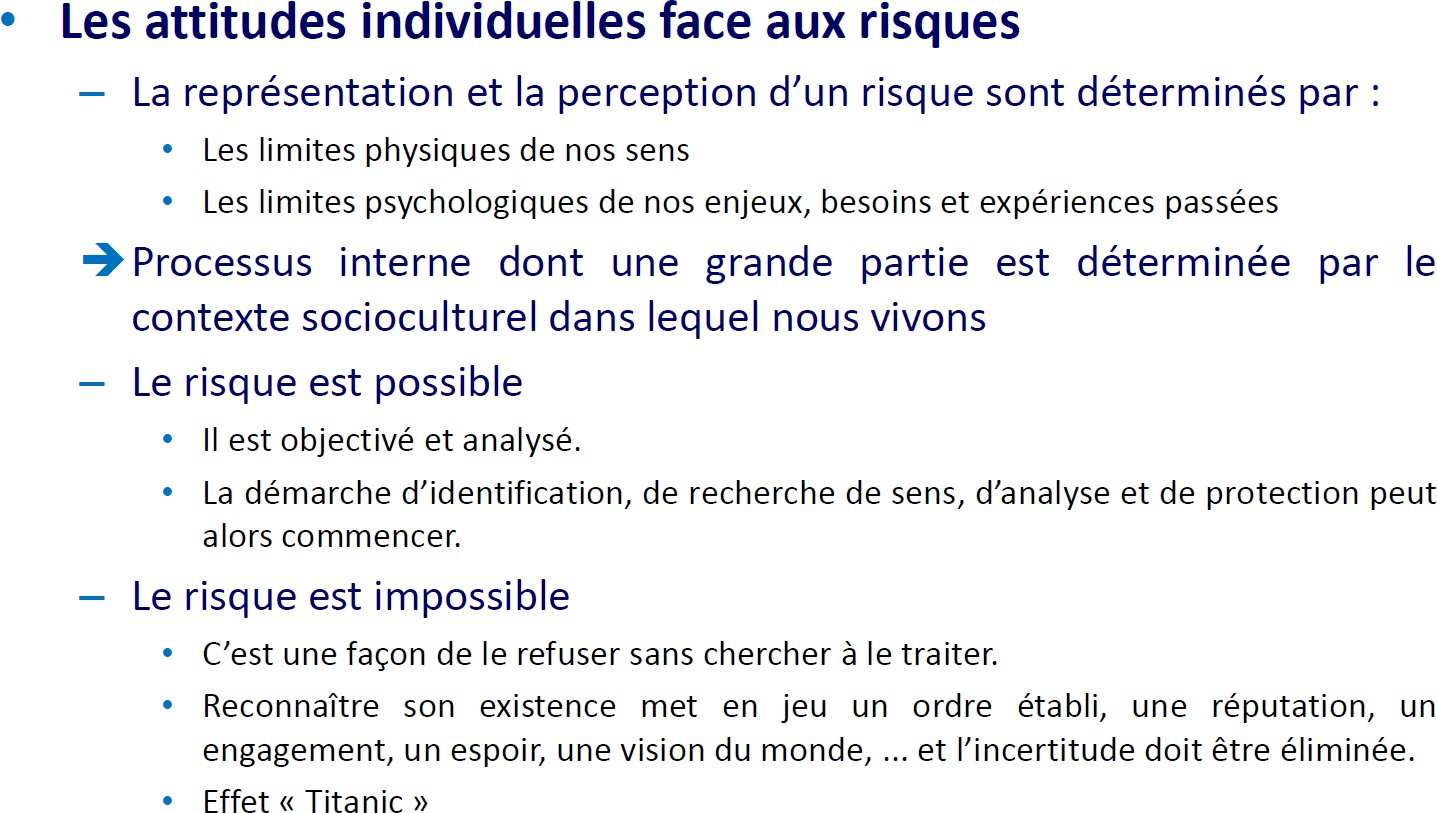 • Les attitudes individuelles face aux risques
– La représentation et la perception d’un risque sont déterminés par :
• Les limites physiques de nos sens
• Les limites psychologiques de nos enjeux, besoins et expériences passées
➔ Processus interne dont une grande partie est déterminée par le
contexte socioculturel dans lequel nous vivons
– Le risque est possible
• Il est objectivé et analysé.
• La démarche d’identification, de recherche de sens, d’analyse et de protection peut
alors commencer.
– Le risque est impossible
• C’est une façon de le refuser sans chercher à le traiter.
• Reconnaître son existence met en jeu un ordre établi, une réputation, un
engagement, un espoir, une vision du monde, ... et l’incertitude doit être éliminée.
• Effet « Titanic »